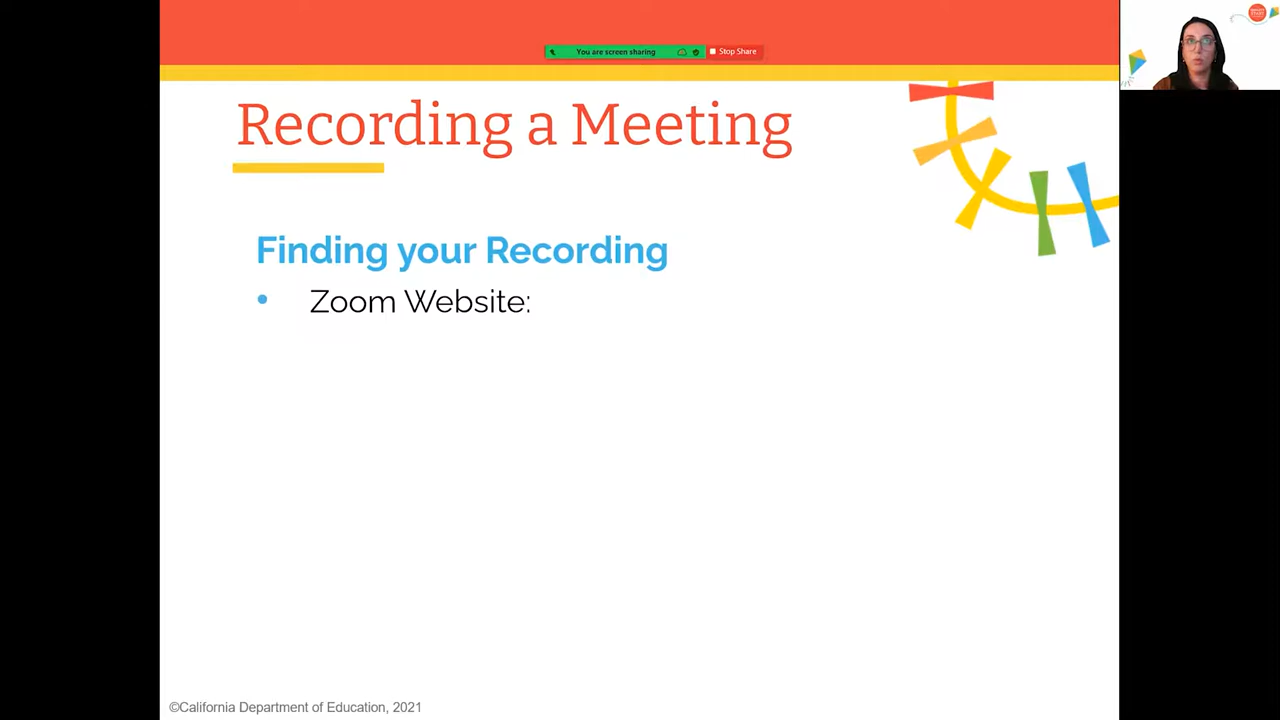 You are screen sharing
Stop Share
Recording a Meeting
Finding your Recording
• Zoom Website:
©California Department of Education, 2021